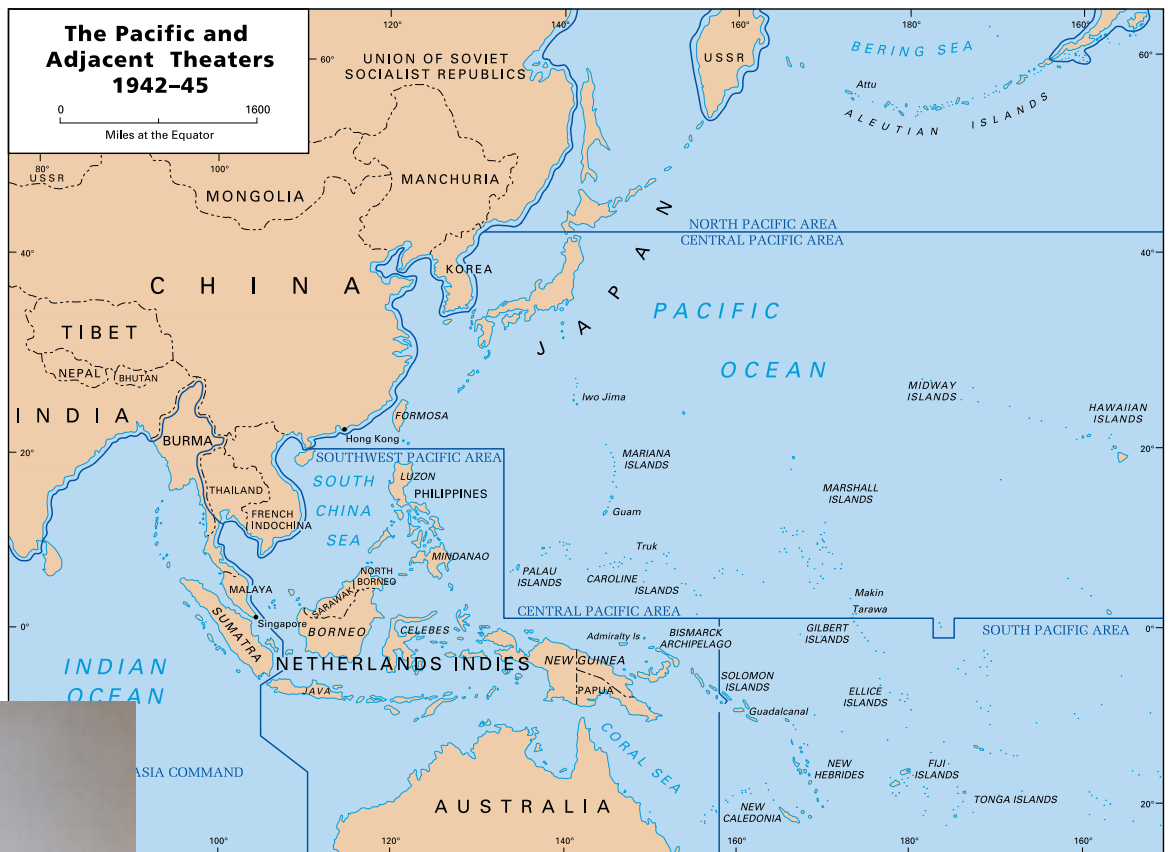 The Pacific and
Adjacent Theaters
1942–45
0 1600
Miles at the Equator
120° 140° 160° 180° 160°
60° 60°
UNION OF SOVIET
SOCIALIST REPUBLICS
USSR
BERING SEA
Attu
ALEUTIAN ISLANDS
80° 100°
USSR
MONGOLIA
MANCHURIA
NORTH PACIFIC AREA
CENTRAL PACIFIC AREA
40° 40°
KOREA
CHINA
JAPAN
PACIFIC
OCEAN
TIBET
NEPAL
BHUTAN
INDIA
BURMA
FORMOSA
Hong Kong
Iwo Jima
MIDWAY
ISLANDS
HAWAIIAN
ISLANDS
20° 20°
SOUTHWEST PACIFIC AREA
MARIANA
ISLANDS
LUZON
PHILIPPINES
SOUTH
CHINA
SEA
THAILAND
FRENCH
INDOCHINA
MARSHALL
ISLANDS
Guam
MINDANAO
Truk
PALAU
ISLANDS
CAROLINE
ISLANDS
NORTH
BORNEO
SARAWAK
MALAYA
Singapore
BORNEO
CELEBES
SUMATRA
Makin
Tarawa
CENTRAL PACIFIC AREA
0° 0°
SOUTH PACIFIC AREA
GILBERT
ISLANDS
Admiralty Is
BISMARCK
ARCHIPELAGO
NETHERLANDS INDIES
NEW GUINEA
PAPUA
JAVA
INDIAN
OCEAN
SOLOMON
ISLANDS
Guadalcanal
ELLICE
ISLANDS
CORAL SEA
ASIA COMMAND
NEW
HEBRIDES
FIJI
ISLANDS
TONGA ISLANDS
AUSTRALIA
NEW
CALEDONIA
20°
100° 120° 140° 160° 180° 160°